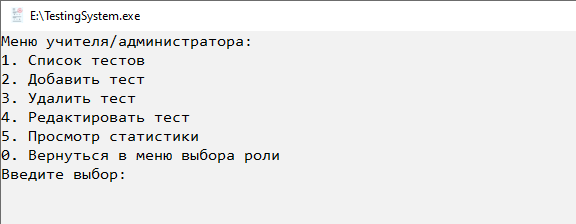 E:\TestingSystem.exe
Меню учителя/администратора:
1. Список тестов
2. Добавить тест
3. Удалить тест
4. Редактировать тест
5. Просмотр статистики
0. Вернуться в меню выбора роли
Введите выбор: